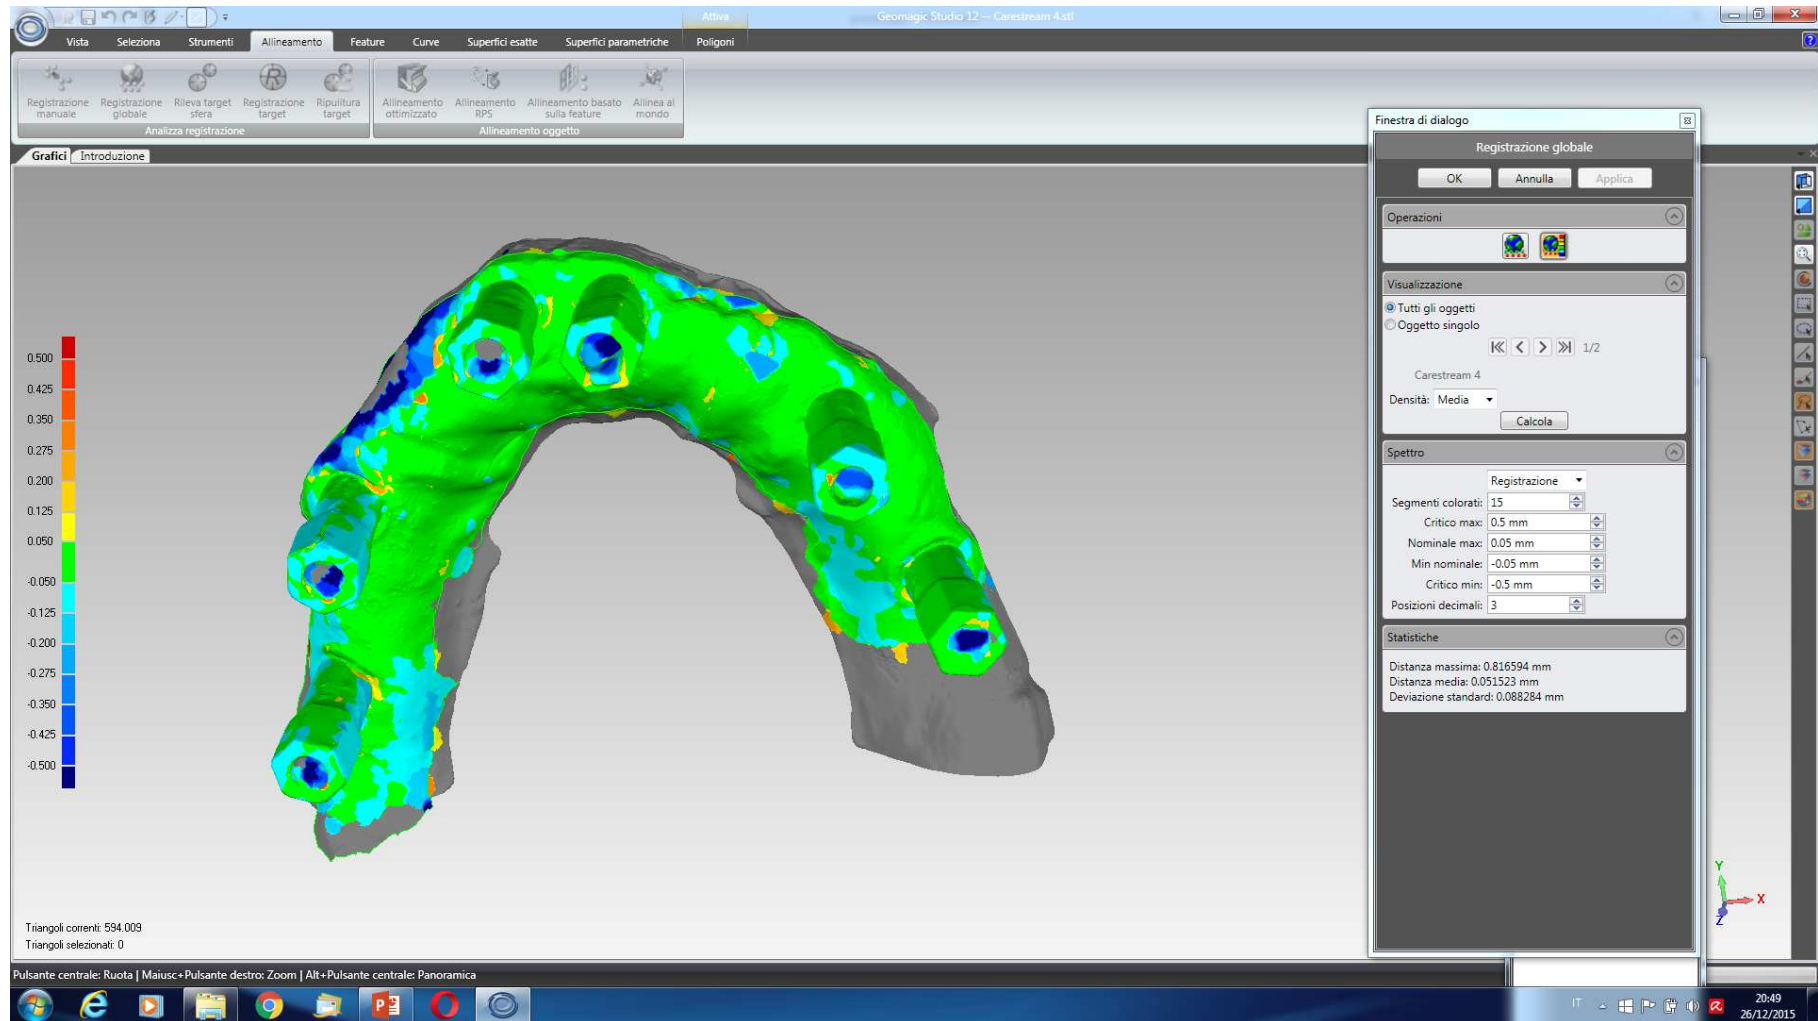 Attiva
Geomagic Studio 12 -- Carestream 4.stl
Vista Seleziona Strumenti Allineamento Feature Curve Superfici esatte Superfici parametriche Poligoni
Registrazione manuale
Registrazione globale
Rileva target sfera
Registrazione target
Ripulitura target
Allineamento ottimizzato
Allineamento RPS
Allineamento basato sulla feature
Allinea al mondo
Analizza registrazione
Allineamento oggetto
Grafici Introduzione
0.500
0.425
0.350
0.275
0.200
0.125
0.050
-0.050
-0.125
-0.200
-0.275
-0.350
-0.425
-0.500
Triangoli correnti: 594.009
Triangoli selezionati: 0
Y
X
Z
Finestra di dialogo
Registrazione globale
OK Annulla Applica
Operazioni
Visualizzazione
Tutti gli oggetti
Oggetto singolo
1/2
Carestream 4
Densità: Media
Calcola
Spettro
Registrazione
Segmenti colorati: 15
Critico max: 0.5 mm
Nominale max: 0.05 mm
Min nominale: -0.05 mm
Critico min: -0.5 mm
Posizioni decimali: 3
Statistiche
Distanza massima: 0.816594 mm
Distanza media: 0.051523 mm
Deviazione standard: 0.088284 mm
Pulsante centrale: Ruota | Maiusc+Pulsante destro: Zoom | Alt+Pulsante centrale: Panoramica
IT
20:49
26/12/2015